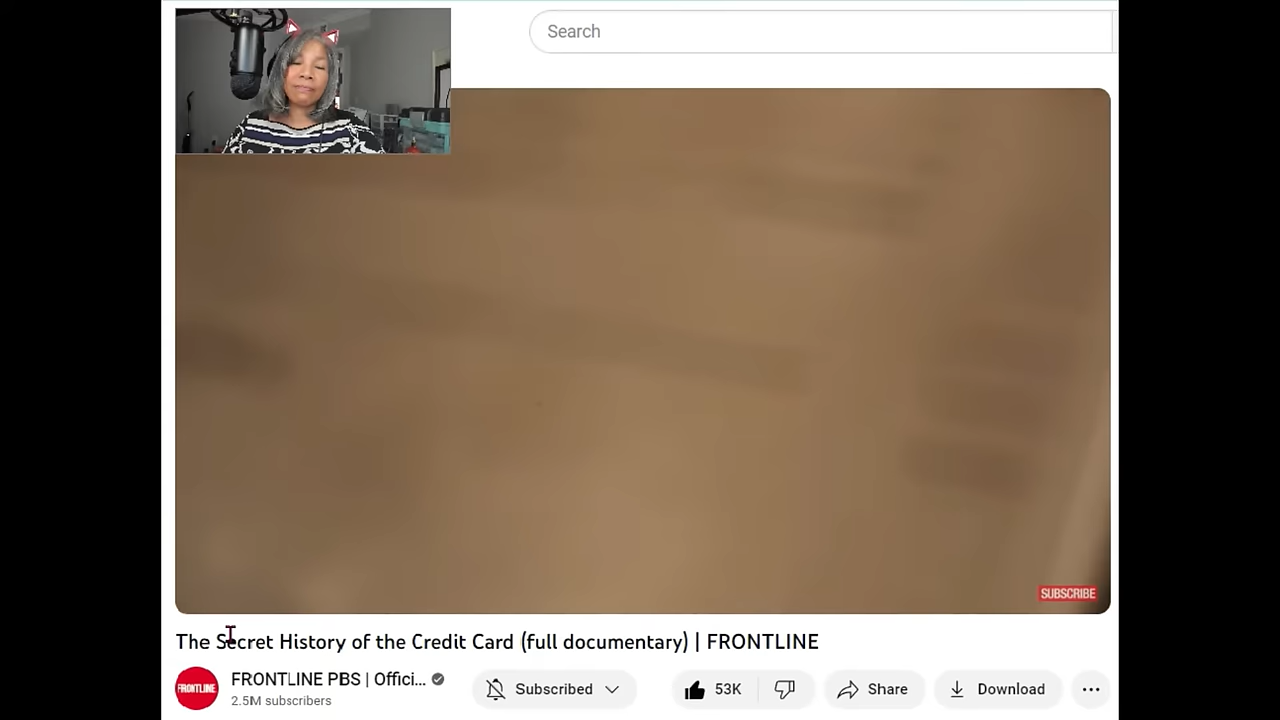 Search
SUBSCRIBE
The Secret History of the Credit Card (full documentary) | FRONTLINE
FRONTLINE
FRONTLINE PBS | Offici...
2.5M subscribers
Subscribed
53K
Share
Download